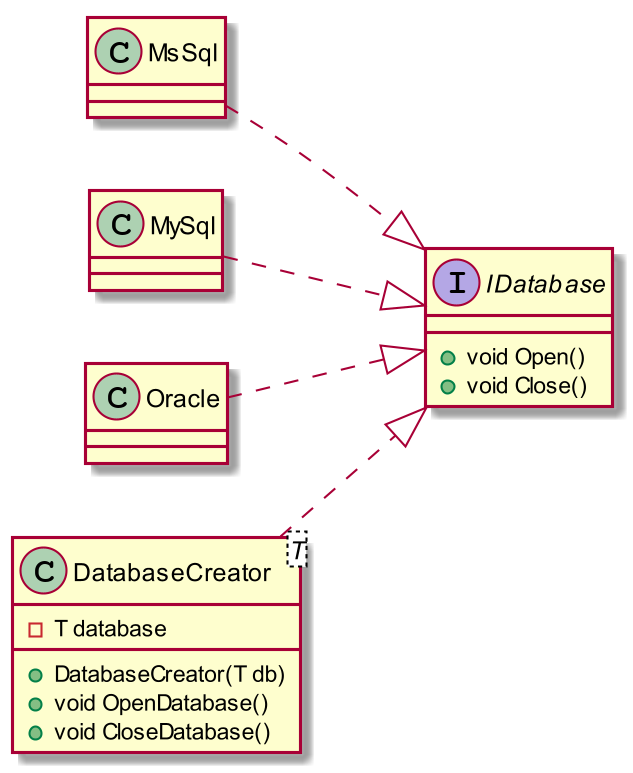 C MsSql
C MySql
I IDatabase
void Open()
void Close()
C Oracle
C DatabaseCreator T
T database
DatabaseCreator(T db)
void OpenDatabase()
void CloseDatabase()